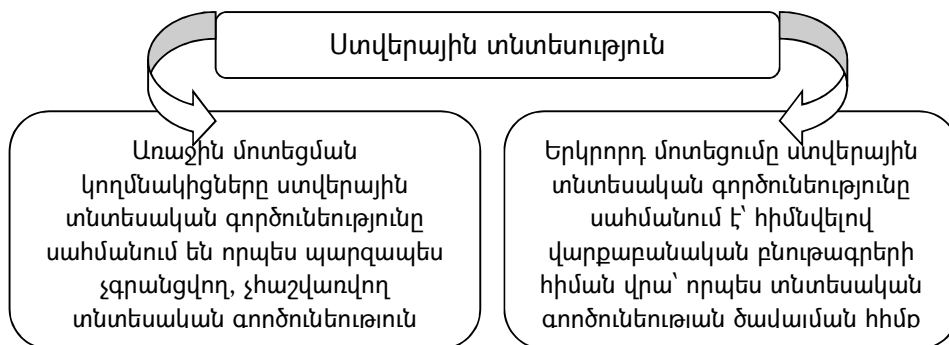 Ստվերային տնտեսություն
Առաջին մոտեցման
կողմնակիցները ստվերային
տնտեսական գործունեությունը
սահմանում են որպես պարզապես
չգրանցվող, չհաշվառվող
տնտեսական գործունեություն
Երկրորդ մոտեցումը ստվերային
տնտեսական գործունեությունը
սահմանում է՝ հիմնվելով
վարքաբանական բնութագրերի
հիման վրա՝ որպես տնտեսական
գործունեության ծավալման հիմք